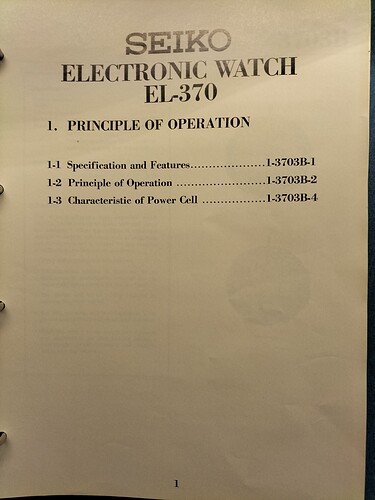 SEIKO
ELECTRONIC WATCH
EL-370
1. PRINCIPLE OF OPERATION
1-1 Specification and Features.....................1-3703B-1
1-2 Principle of Operation .........................1-3703B-2
1-3 Characteristic of Power Cell ..................1-3703B-4
1